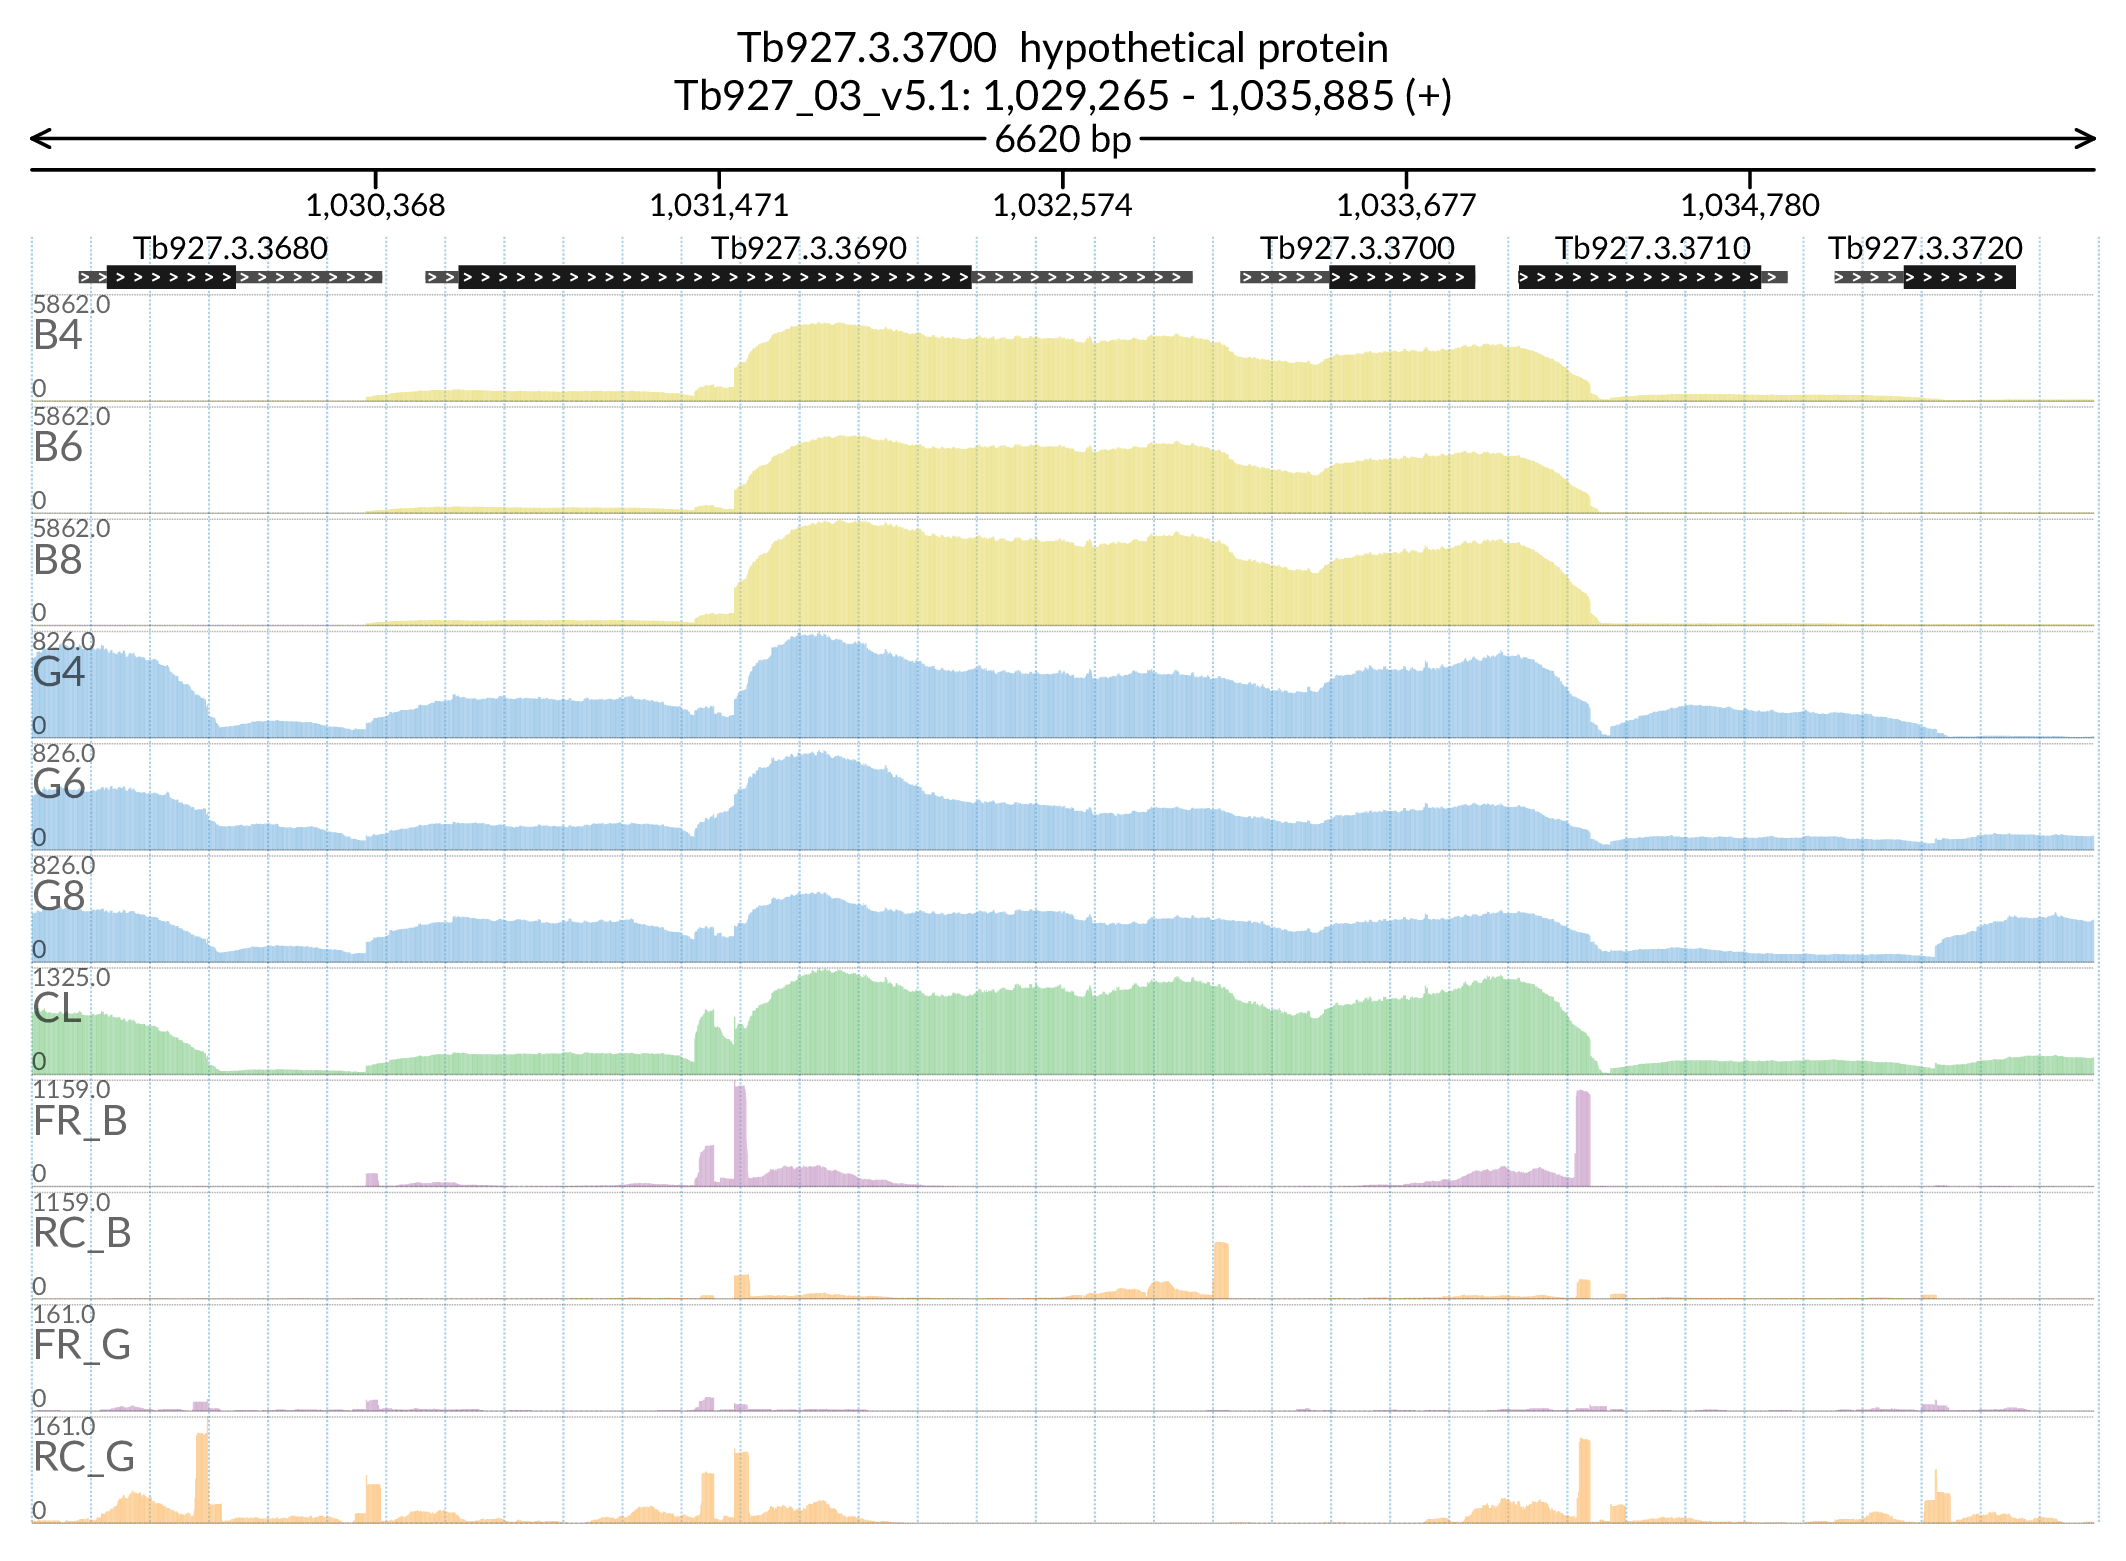 Tb927.3.3700  hypothetical protein
Tb927_03_v5.1: 1,029,265 - 1,035,885 (+)
6620 bp
1,030,368 1,031,471 1,032,574 1,033,677 1,034,780
Tb927.3.3680 Tb927.3.3690 Tb927.3.3700 Tb927.3.3710 Tb927.3.3720
5862.0
B4
0
5862.0
B6
0
5862.0
B8
0
826.0
G4
0
826.0
G6
0
826.0
G8
0
1325.0
CL
0
1159.0
FR_B
0
1159.0
RC_B
0
161.0
FR_G
0
161.0
RC_G
0